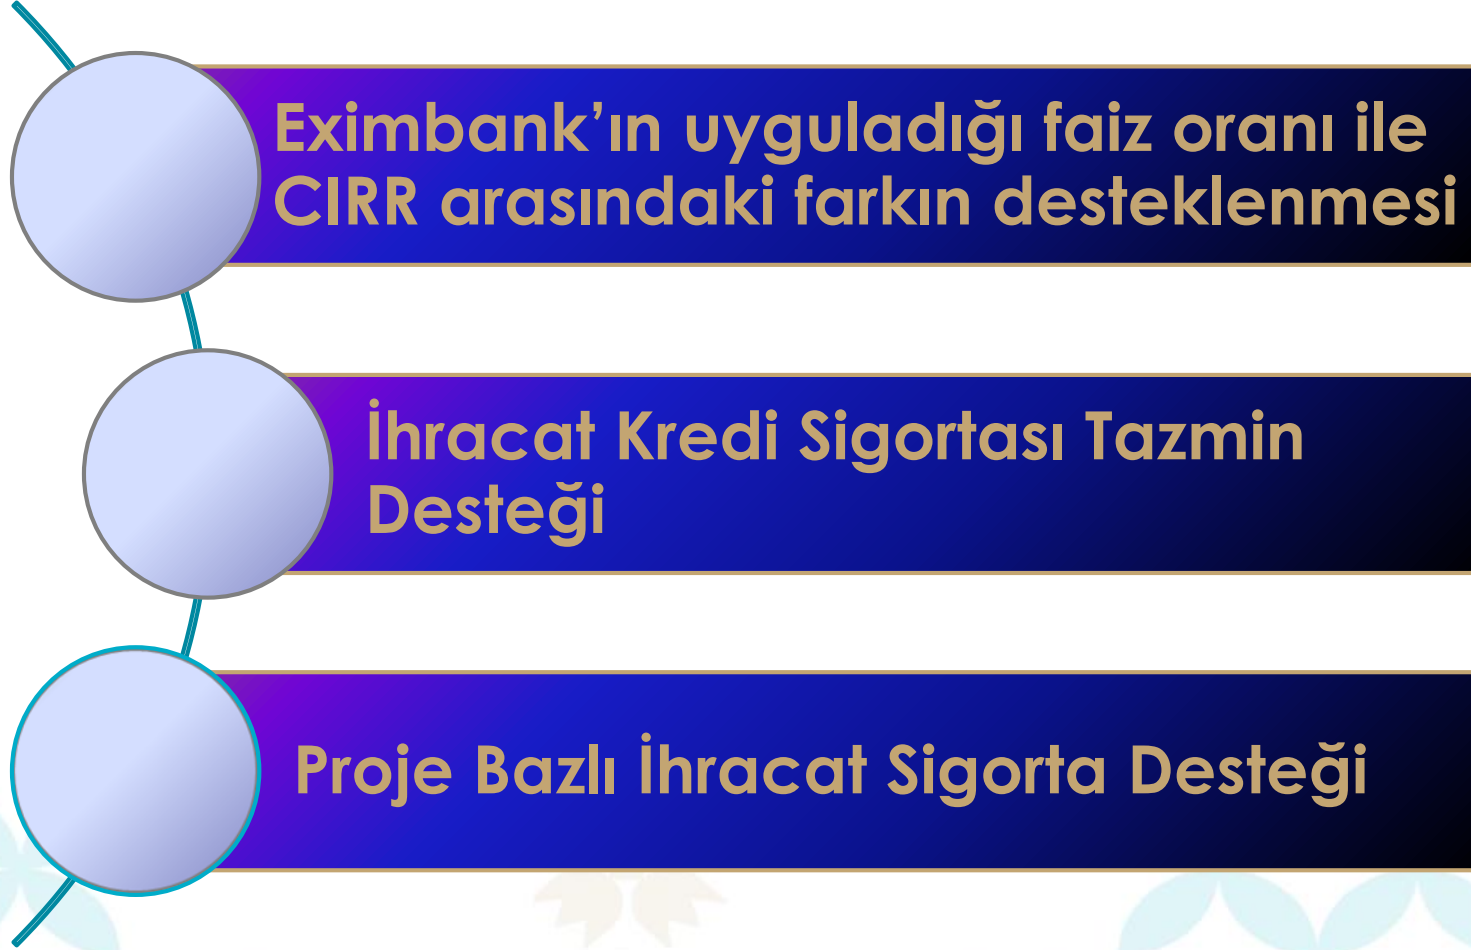 Eximbank’ın uyguladığı faiz oranı ile
CIRR arasındaki farkın desteklenmesi
İhracat Kredi Sigortası Tazmin
Desteği
Proje Bazlı İhracat Sigorta Desteği